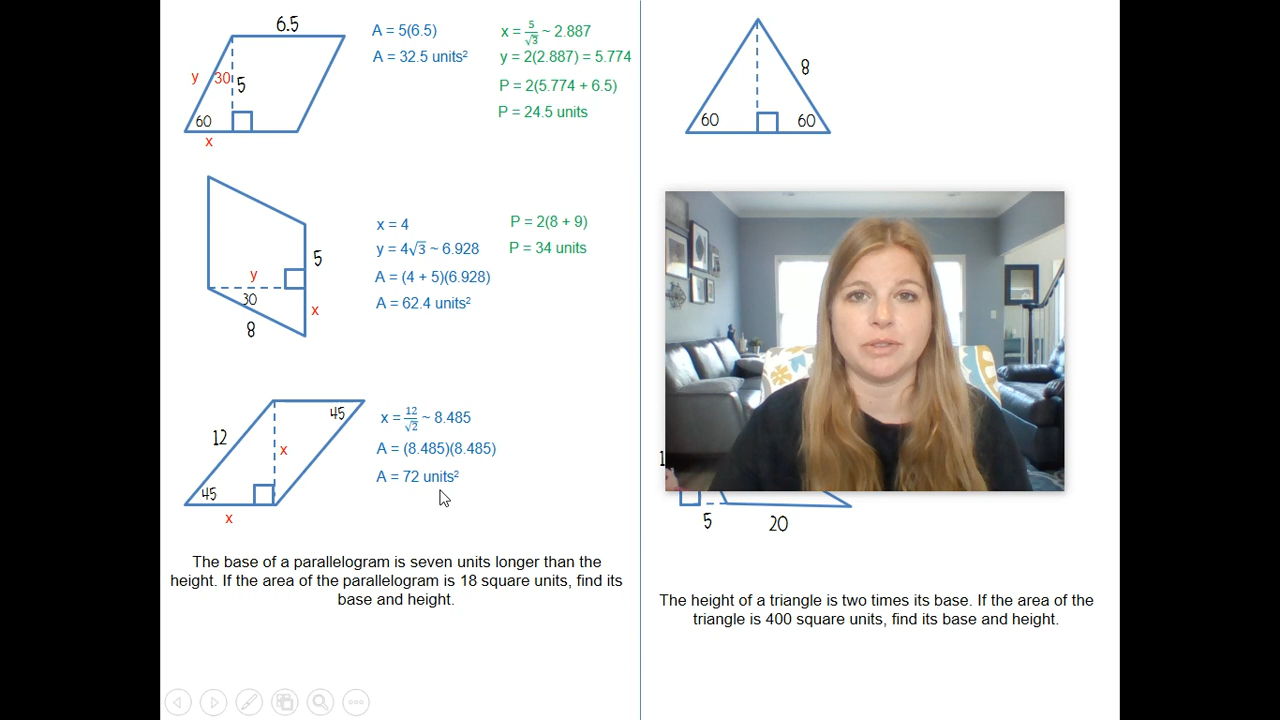 6.5
y
30
5
60
x
A = 5(6.5)
A = 32.5 units²
x = 5/√3 ~ 2.887
y = 2(2.887) = 5.774
P = 2(5.774 + 6.5)
P = 24.5 units
5
y
30
x
8
x = 4
y = 4√3 ~ 6.928
A = (4 + 5)(6.928)
A = 62.4 units²
P = 2(8 + 9)
P = 34 units
45
12
x
45
x
x = 12/√2 ~ 8.485
A = (8.485)(8.485)
A = 72 units²
The base of a parallelogram is seven units longer than the
height. If the area of the parallelogram is 18 square units, find its
base and height.
8
60
60
5
20
The height of a triangle is two times its base. If the area of the
triangle is 400 square units, find its base and height.